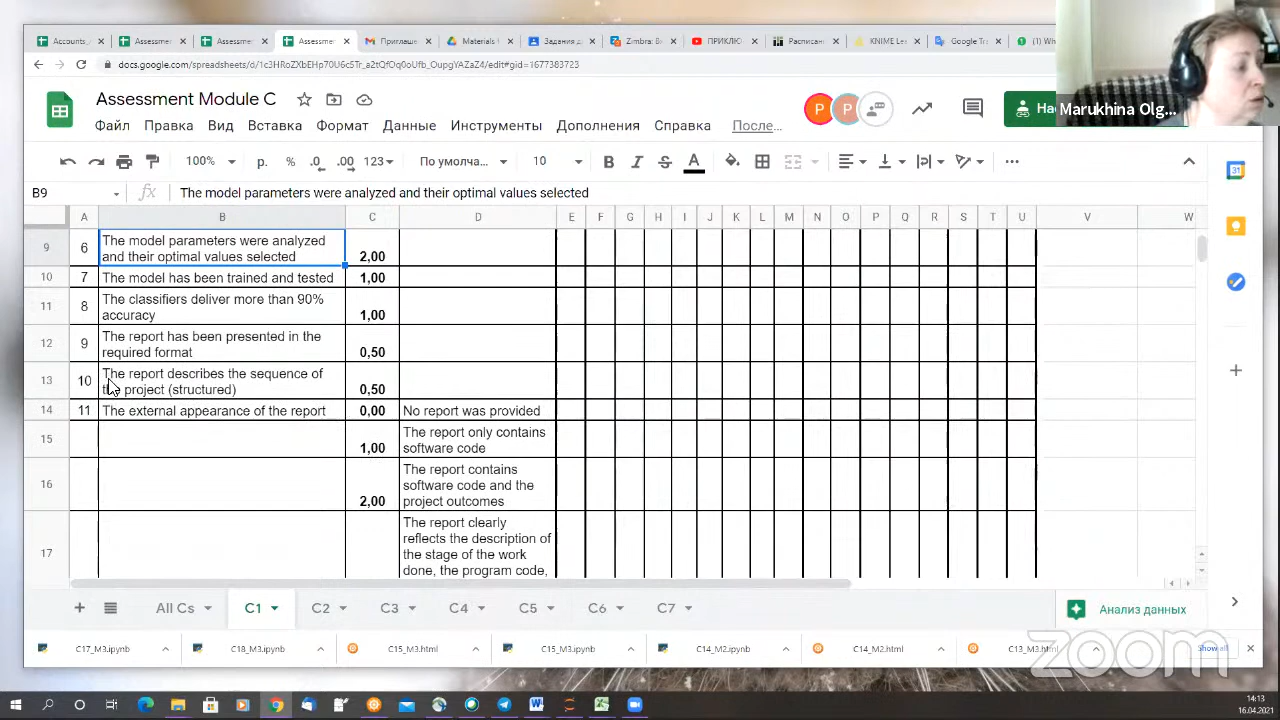 Accounts_
Assessment
Assessment
Assessment
Приглаше
Materials
Задания д
Zimbra: В
ПРИКЛЮ
Расписан
KNIME Le
Google Tr
docs.google.com/spreadsheets/d/1c3HRoZXbEHp70U6c5Tr_a2tQfOq0oUfb_OupgYAZaZ4/edit#gid=1677383723
Assessment Module C
P P
Marukhina Olg...
Файл Правка Вид Вставка Формат Данные Инструменты Дополнения Справка После...
100% р. % .0 .00 123 По умолча... 10 B I S A
B9 fx The model parameters were analyzed and their optimal values selected
A B C D E F G H I J K L M N O P Q R S T U V W
9 6 The model parameters were analyzed
and their optimal values selected 2,00
10 7 The model has been trained and tested 1,00
11 8 The classifiers deliver more than 90%
accuracy 1,00
12 9 The report has been presented in the
required format 0,50
13 10 The report describes the sequence of
the project (structured) 0,50
14 11 The external appearance of the report 0,00 No report was provided
15 1,00 The report only contains
software code
16 2,00 The report contains
software code and the
project outcomes
17 The report clearly
reflects the description of
the stage of the work
done, the program code,
+ All Cs C1 C2 C3 C4 C5 C6 C7
Анализ данных
C17_M3.ipynb C18_M3.ipynb C15_M3.html C15_M3.ipynb C14_M2.ipynb C14_M2.html C13_M3.html Show all
zoom
14:13
16.04.2021